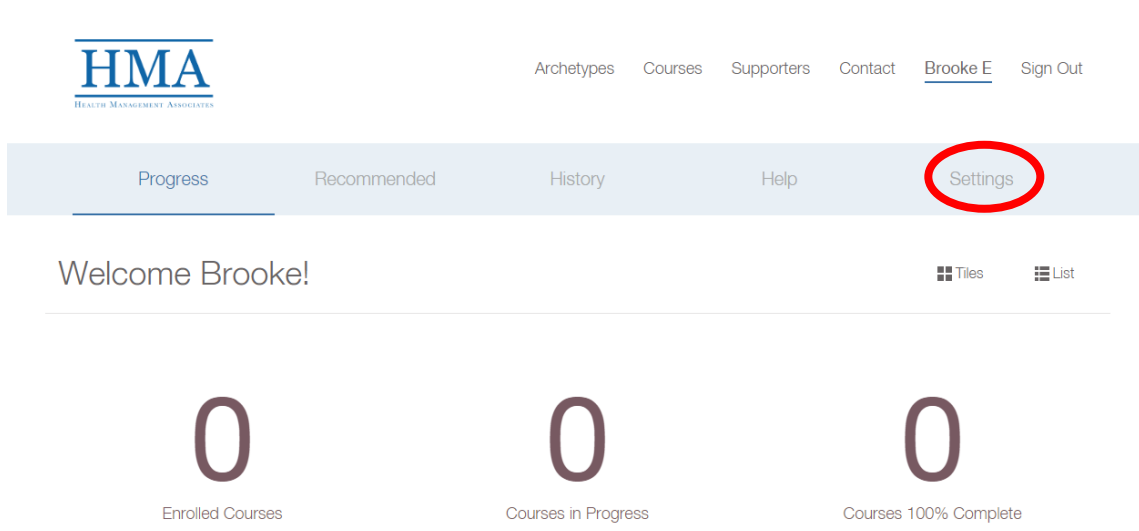 HMA
HEALTH MANAGEMENT ASSOCIATES
Archetypes Courses Supporters Contact Brooke E Sign Out
Progress Recommended History Help Settings
Welcome Brooke!
Tiles List
0 0 0
Enrolled Courses Courses in Progress Courses 100% Complete